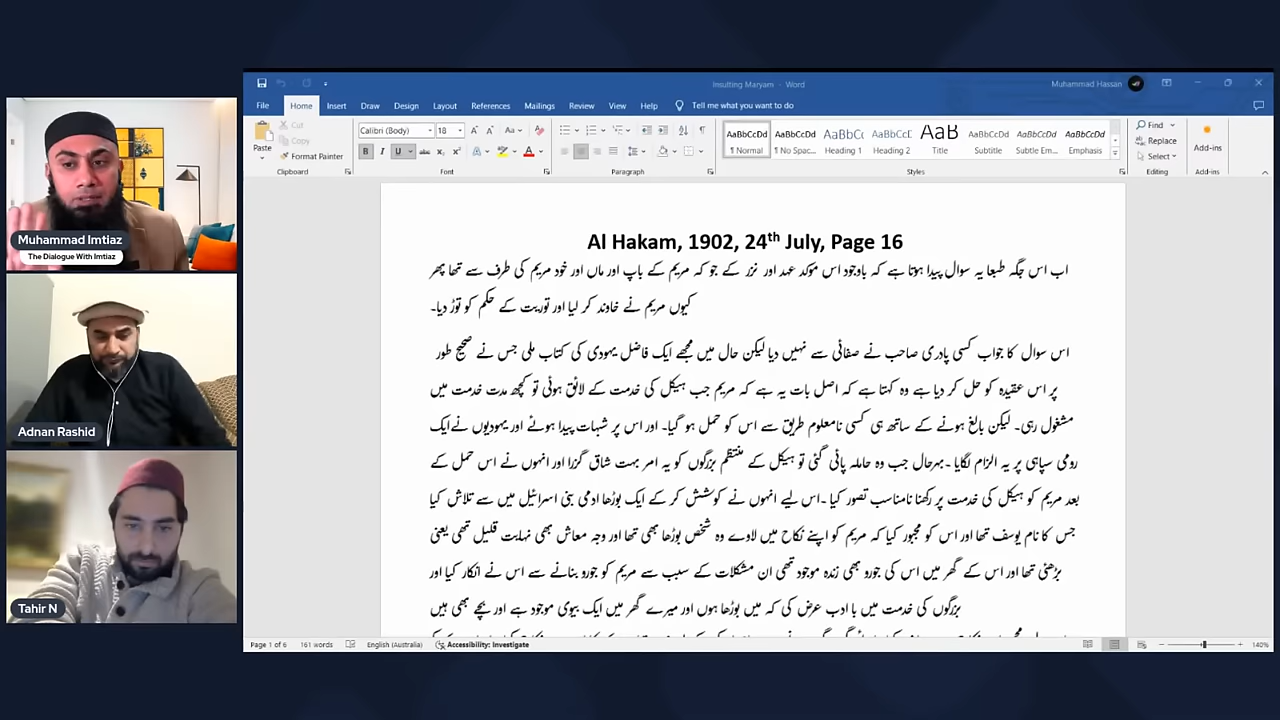 Insulting Maryam - Word
Muhammad Hassan
File Home Insert Draw Design Layout References Mailings Review View Help Tell me what you want to do
Paste
Cut
Copy
Format Painter
Clipboard
Calibri (Body) 18
Font
Paragraph
AaBbCcDd AaBbCcDd AaBbCc AaBbCcE AaB AaBbCcDd AaBbCcDd AaBbCcDd
¶ Normal ¶ No Spac... Heading 1 Heading 2 Title Subtitle Subtle Em... Emphasis
Styles
Find
Replace
Select
Editing
Add-ins
Add-ins
Muhammad Imtiaz
The Dialogue With Imtiaz
Adnan Rashid
Tahir N
Al Hakam, 1902, 24th July, Page 16
اب اس جگہ طبعا یہ سوال پیدا ہوتا ہے کہ باوجود اس موکد عہد اور نزر کے جو کہ مریم کے باپ اور ماں اور خود مریم کی طرف سے تھا پھر
کیوں مریم نے خاوند کر لیا اور توریت کے حکم کو توڑ دیا۔
اس سوال کا جواب کسی پادری صاحب نے صفائی سے نہیں دیا لیکن حال میں مجھے ایک فاضل یہودی کی کتاب ملی جس نے صحیح طور
پر اس عقیدہ کو حل کر دیا ہے وہ کہتا ہے کہ اصل بات یہ ہے کہ مریم جب ہیکل کی خدمت کے لائق ہوئی تو کچھ مدت خدمت میں
مشغول رہی۔ لیکن بالغ ہونے کے ساتھ ہی کسی نامعلوم طریق سے اس کو حمل ہو گیا۔ اور اس پر شبہات پیدا ہوئے اور یہودیوں نےایک
رومی سپاہی پر یہ الزام لگایا ۔بہرحال جب وہ حاملہ پائی گئی تو ہیکل کے منتظم بزرگوں کو یہ امر بہت شاق گزرا اور انہوں نے اس حمل کے
بعد مریم کو ہیکل کی خدمت پر رکھنا نامناسب تصور کیا ۔اس لیے انہوں نے کوشش کر کے ایک بوڑھا ادمی بنی اسرائیل میں سے تلاش کیا
جس کا نام یوسف تھا اور اس کو مجبور کیا کہ مریم کو اپنے نکاح میں لاوے وہ شخص بوڑھا بھی تھا اور وجہ معاش بھی نہایت قلیل تھی یعنی
بڑھئی تھا اور اس کے گھر میں اس کی جورو بھی زندہ موجود تھی ان مشکلات کے سبب سے مریم کو جورو بنانے سے اس نے انکار کیا اور
بزرگوں کی خدمت میں با ادب عرض کی کہ میں بوڑھا ہوں اور میرے گھر میں ایک بیوی موجود ہے اور بچے بھی ہیں
Page 1 of 6 161 words English (Australia) Accessibility: Investigate 140%